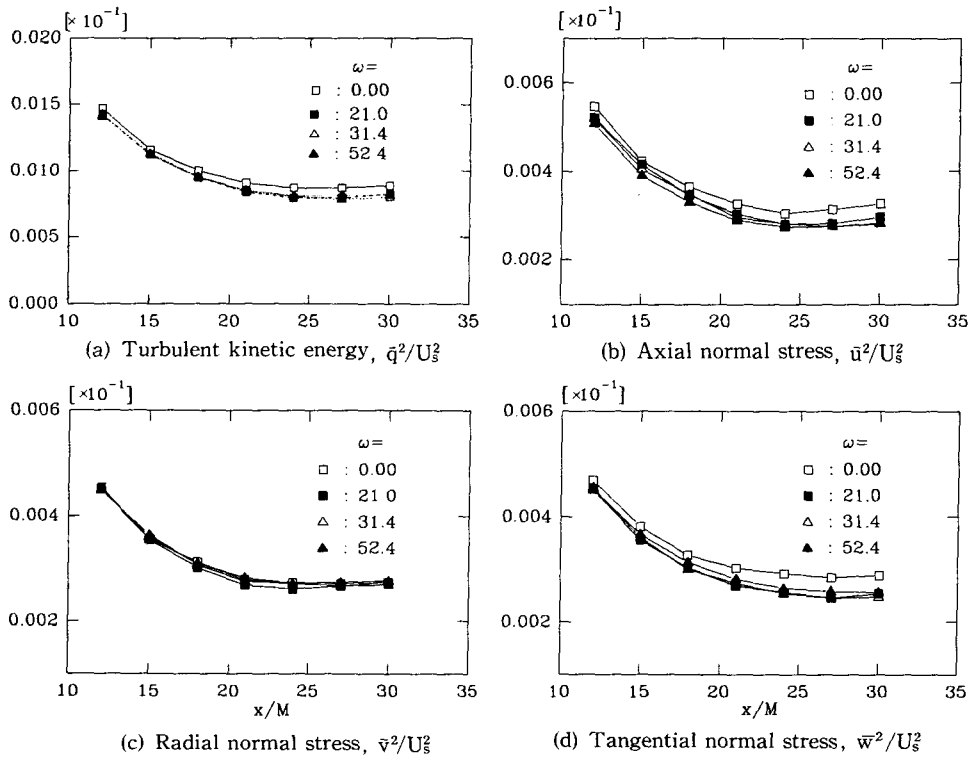 [×10⁻¹]
0.020
0.015
0.010
0.005
0.000
ω=
□ : 0.00
■ : 21.0
△ : 31.4
▲ : 52 4
10 15 20 25 30 35
(a) Turbulent kinetic energy, q̄²/U²ₛ
[×10⁻¹]
0.006
0.004
0.002
ω=
□ : 0.00
■ : 21.0
△ : 31.4
▲ : 52.4
10 15 20 25 30 35
(b) Axial normal stress, ū²/U²ₛ
[×10⁻¹]
0.006
0.004
0.002
ω=
□ : 0.00
■ : 21 0
△ : 31.4
▲ : 52.4
10 15 20 25 30 35
x/M
(c) Radial normal stress, v̄²/U²ₛ
[×10⁻¹]
0.006
0.004
0.002
ω=
□ : 0.00
■ : 21.0
△ : 31.4
▲ : 52.4
10 15 20 25 30 35
x/M
(d) Tangential normal stress, w̄²/U²ₛ